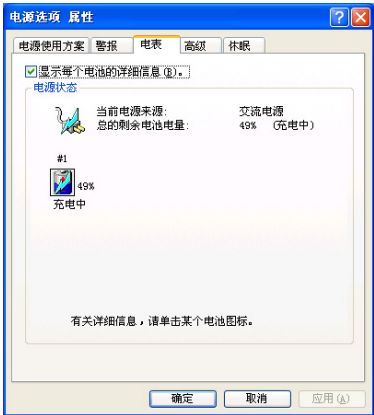 电源选项 属性
电源使用方案 警报 电表 高级 休眠
显示每个电池的详细信息(D)。
电源状态
当前电源来源: 交流电源
总的剩余电池电量: 49% (充电中)
#1
49%
充电中
有关详细信息，请单击某个电池图标。
确定 取消 应用(A)